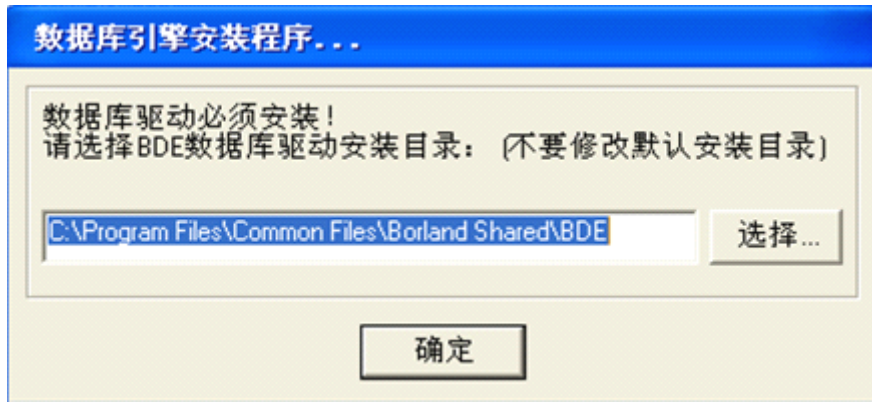 数据库引擎安装程序...
数据库驱动必须安装!
请选择BDE数据库驱动安装目录: (不要修改默认安装目录)
C:\Program Files\Common Files\Borland Shared\BDE
选择...
确定